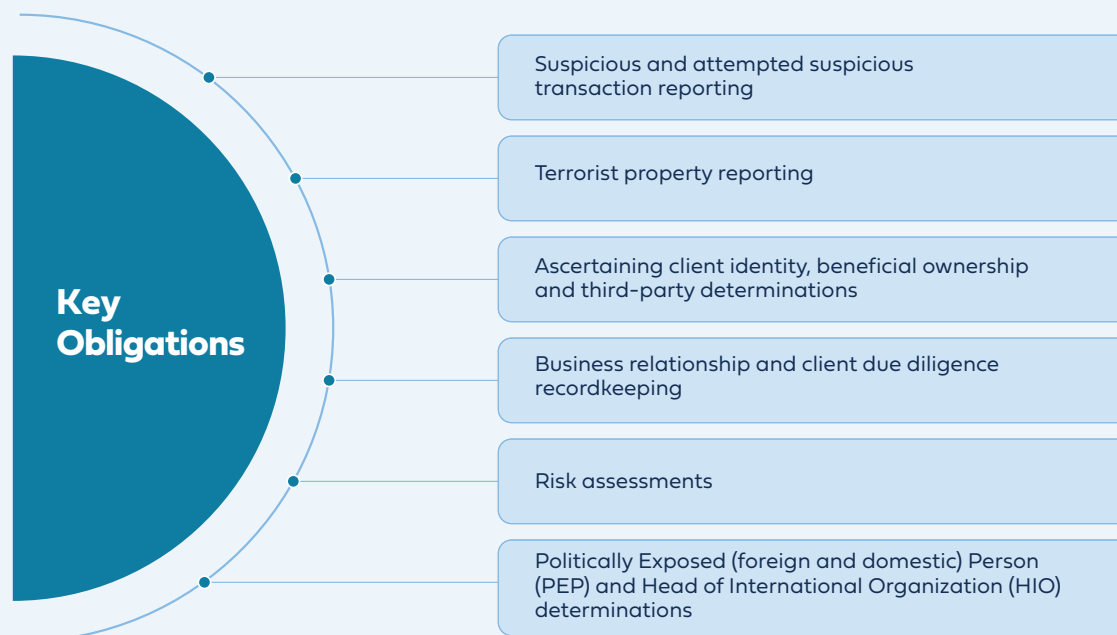 Key
Obligations
Suspicious and attempted suspicious
transaction reporting
Terrorist property reporting
Ascertaining client identity, beneficial ownership
and third-party determinations
Business relationship and client due diligence
recordkeeping
Risk assessments
Politically Exposed (foreign and domestic) Person
(PEP) and Head of International Organization (HIO)
determinations